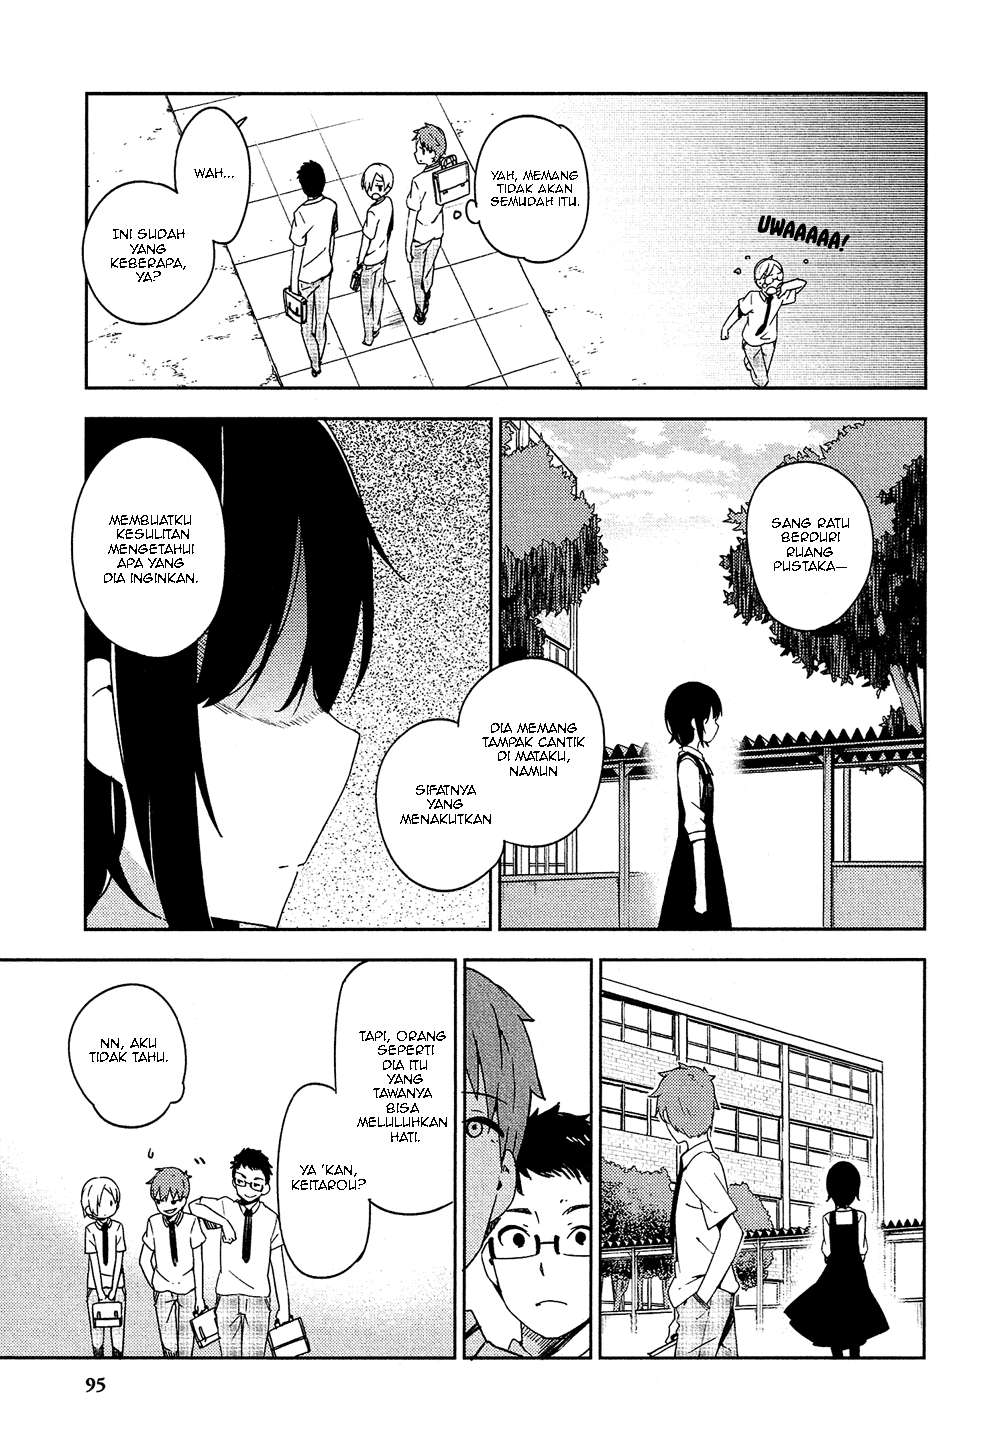 UWAAAAA!
YAH, MEMANG
TIDAK AKAN
SEMUDAH ITU.
WAH...
INI SUDAH
YANG
KEBERAPA,
YA?
SANG RATU
BERDURI
RUANG
PUSTAKA—
DIA MEMANG
TAMPAK CANTIK
DI MATAKU,
NAMUN
SIFATNYA
YANG
MENAKUTKAN
MEMBUATKU
KESULITAN
MENGETAHUI
APA YANG
DIA INGINKAN.
TAPI, ORANG
SEPERTI
DIA ITU
YANG
TAWANYA
BISA
MELULUHKAN
HATI.
YA 'KAN,
KEITAROU?
NN, AKU
TIDAK TAHU.
95